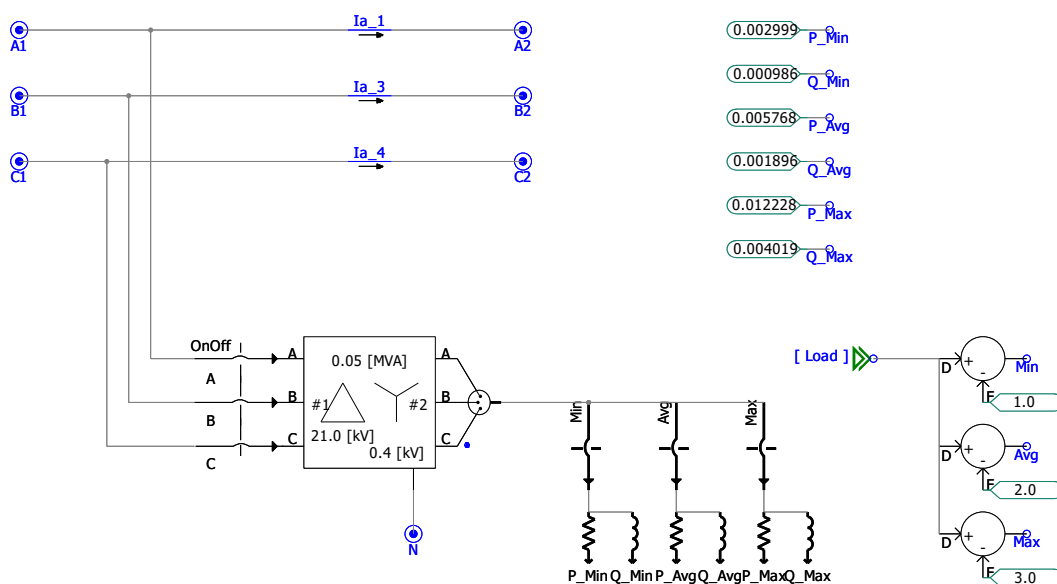 Ia_1
A1
A2
Ia_3
B1
B2
Ia_4
C1
C2
0.002999
P_Min
0.000986
Q_Min
0.005768
P_Avg
0.001896
Q_Avg
0.012228
P_Max
0.004019
Q_Max
OnOff
A
B
C
A
B
C
0.05 [MVA]
#1
#2
21.0 [kV]
0.4 [kV]
A
B
C
N
Min
Avg
Max
P_Min
Q_Min
P_Avg
Q_Avg
P_Max
Q_Max
[ Load ]
D
+
-
Min
F
1.0
D
+
-
Avg
F
2.0
D
+
-
Max
F
3.0